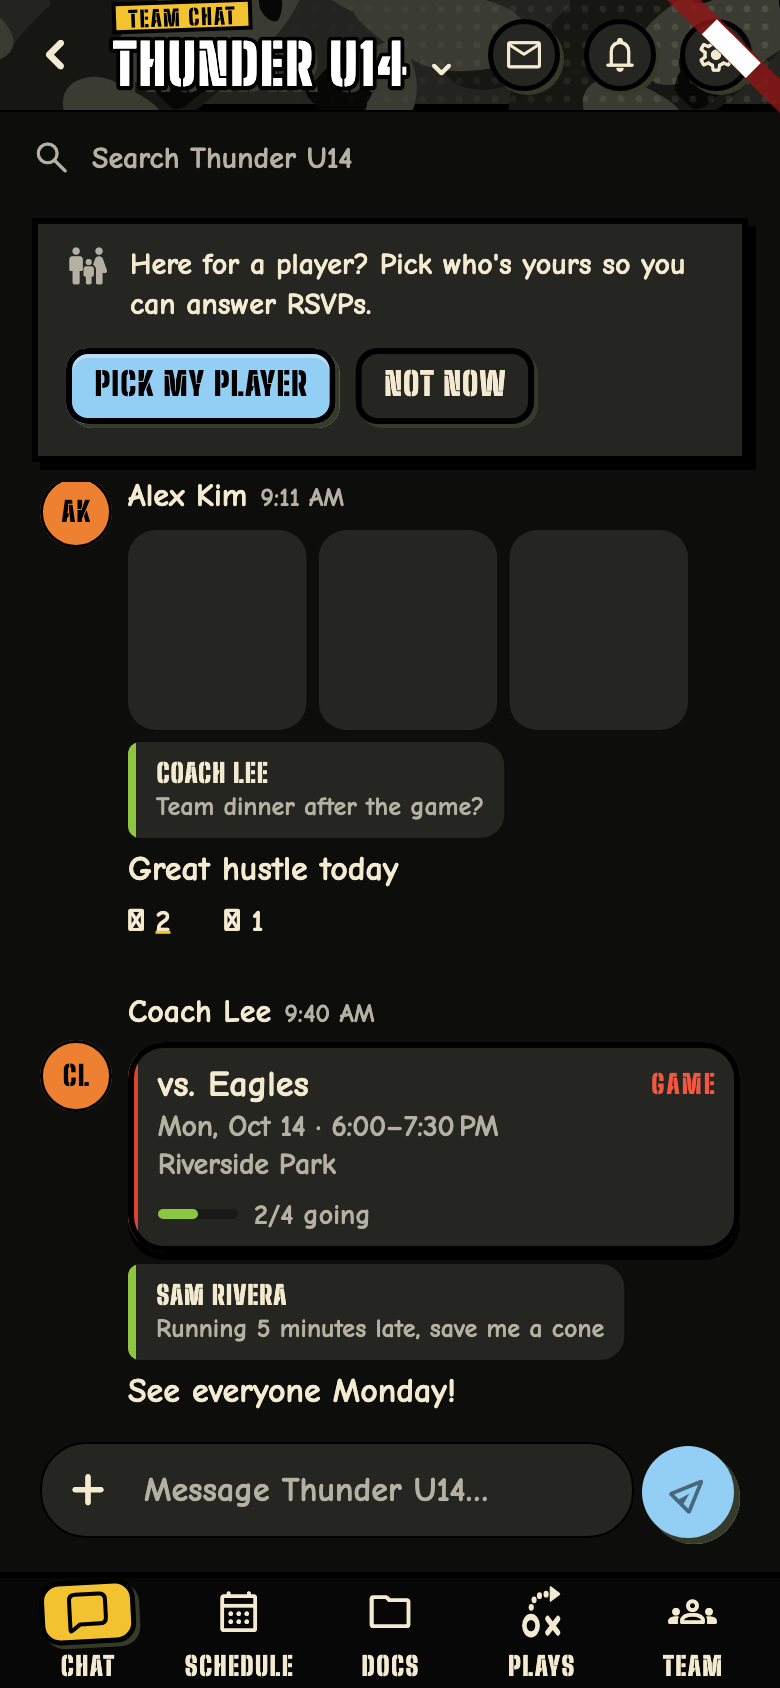 TEAM CHAT
THUNDER U14
Search Thunder U14
Here for a player? Pick who's yours so you
can answer RSVPs.
PICK MY PLAYER
NOT NOW
AK
Alex Kim 9:11 AM
COACH LEE
Team dinner after the game?
Great hustle today
2 1
Coach Lee 9:40 AM
CL
vs. Eagles GAME
Mon, Oct 14 · 6:00–7:30 PM
Riverside Park
2/4 going
SAM RIVERA
Running 5 minutes late, save me a cone
See everyone Monday!
Message Thunder U14...
CHAT SCHEDULE DOCS PLAYS TEAM